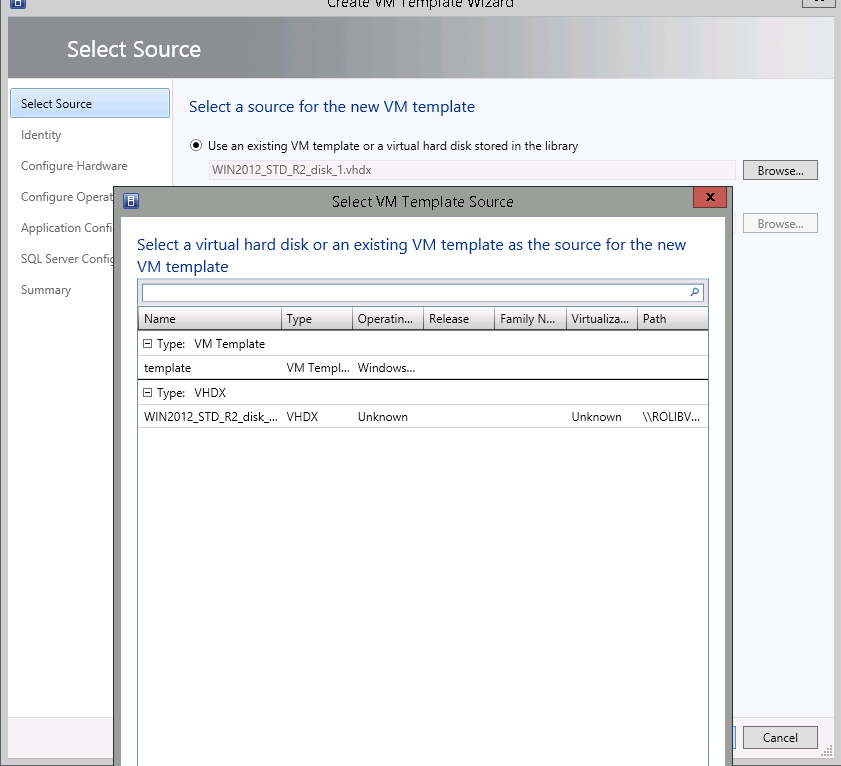 Create VM Template Wizard
Select Source
Select Source
Identity
Configure Hardware
Configure Operat
Application Confi
SQL Server Config
Summary
Select a source for the new VM template
Use an existing VM template or a virtual hard disk stored in the library
WIN2012_STD_R2_disk_1.vhdx
Browse...
Browse...
Select VM Template Source
Select a virtual hard disk or an existing VM template as the source for the new
VM template
Name Type Operatin... Release Family N... Virtualiza... Path
Type: VM Template
template VM Templ... Windows...
Type: VHDX
WIN2012_STD_R2_disk_... VHDX Unknown Unknown \\ROLIBV...
Cancel